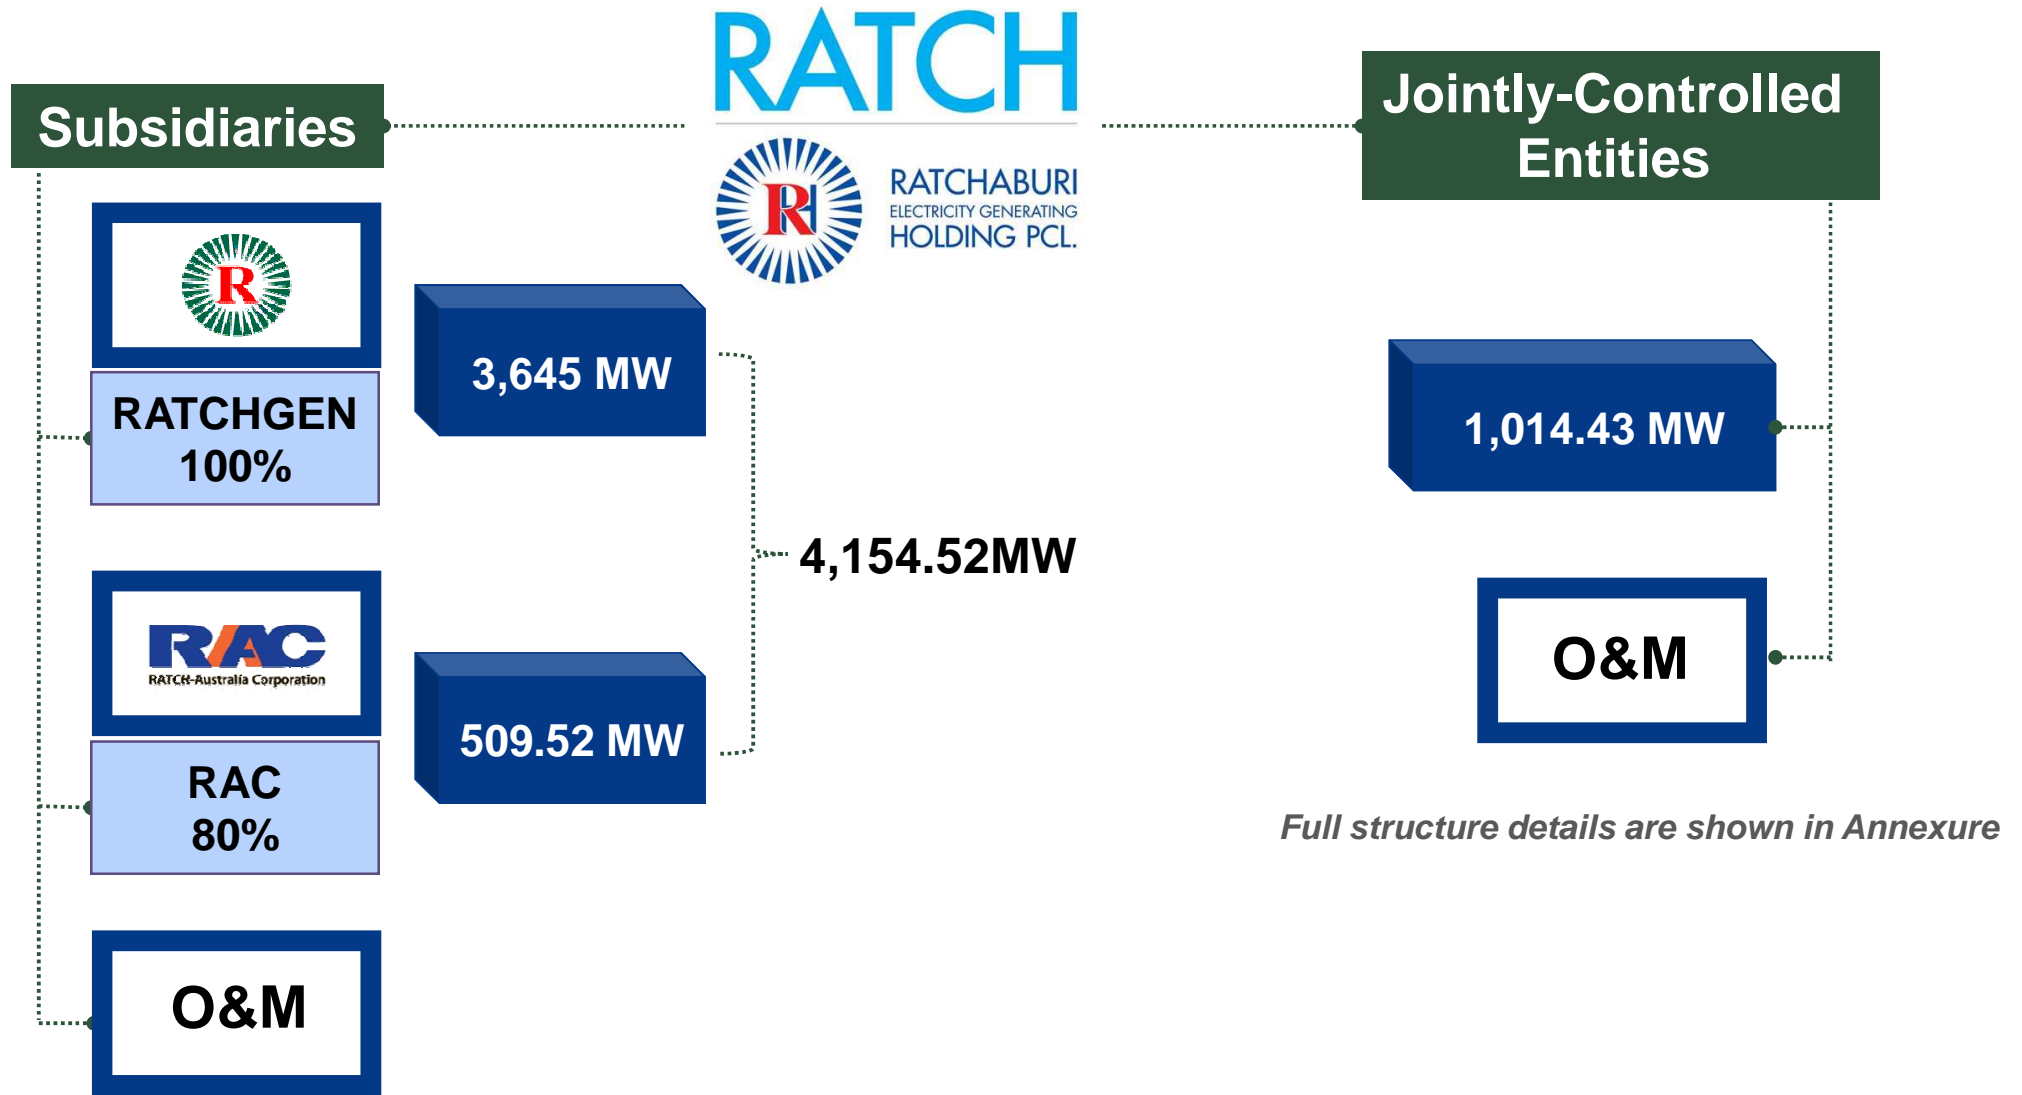 RATCH
RATCHABURI
ELECTRICITY GENERATING
HOLDING PCL.
Subsidiaries
R
RATCHGEN
100%
3,645 MW
RAC
RATCH-Australia Corporation
RAC
80%
509.52 MW
4,154.52MW
O&M
Jointly-Controlled
Entities
1,014.43 MW
O&M
Full structure details are shown in Annexure